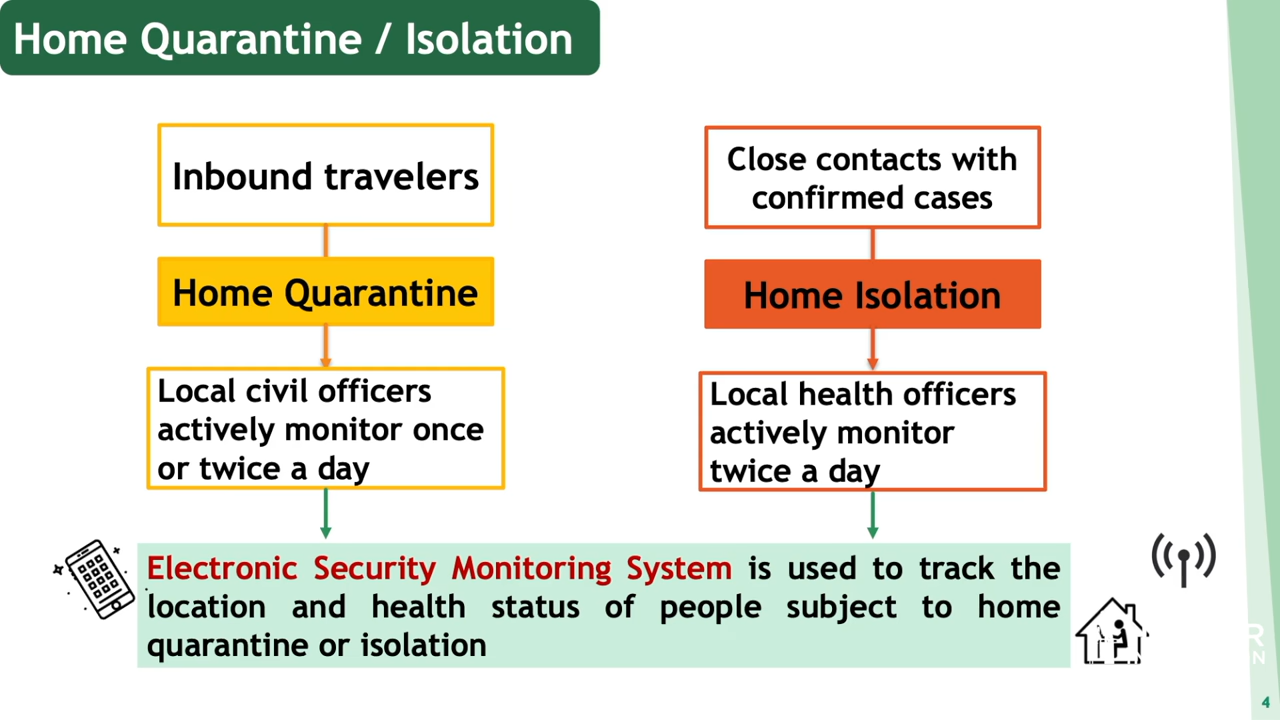 Home Quarantine / Isolation
Inbound travelers
Home Quarantine
Local civil officers
actively monitor once
or twice a day
Close contacts with
confirmed cases
Home Isolation
Local health officers
actively monitor
twice a day
Electronic Security Monitoring System is used to track the
location and health status of people subject to home
quarantine or isolation
4